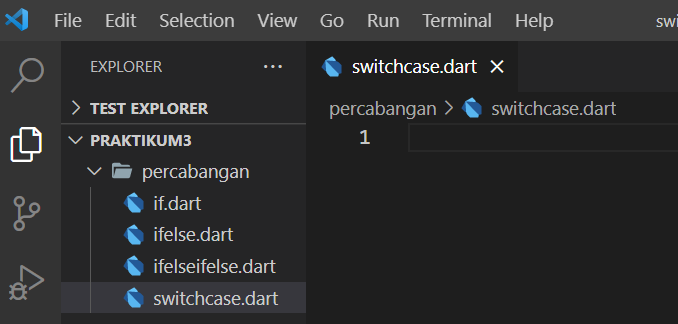 File Edit Selection View Go Run Terminal Help swi
EXPLORER ···
TEST EXPLORER
PRAKTIKUM3
percabangan
if.dart
ifelse.dart
ifelseifelse.dart
switchcase.dart
switchcase.dart
percabangan > switchcase.dart
1